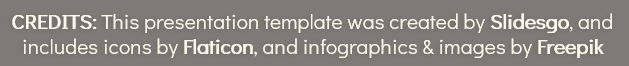 CREDITS: This presentation template was created by Slidesgo, and
includes icons by Flaticon, and infographics & images by Freepik